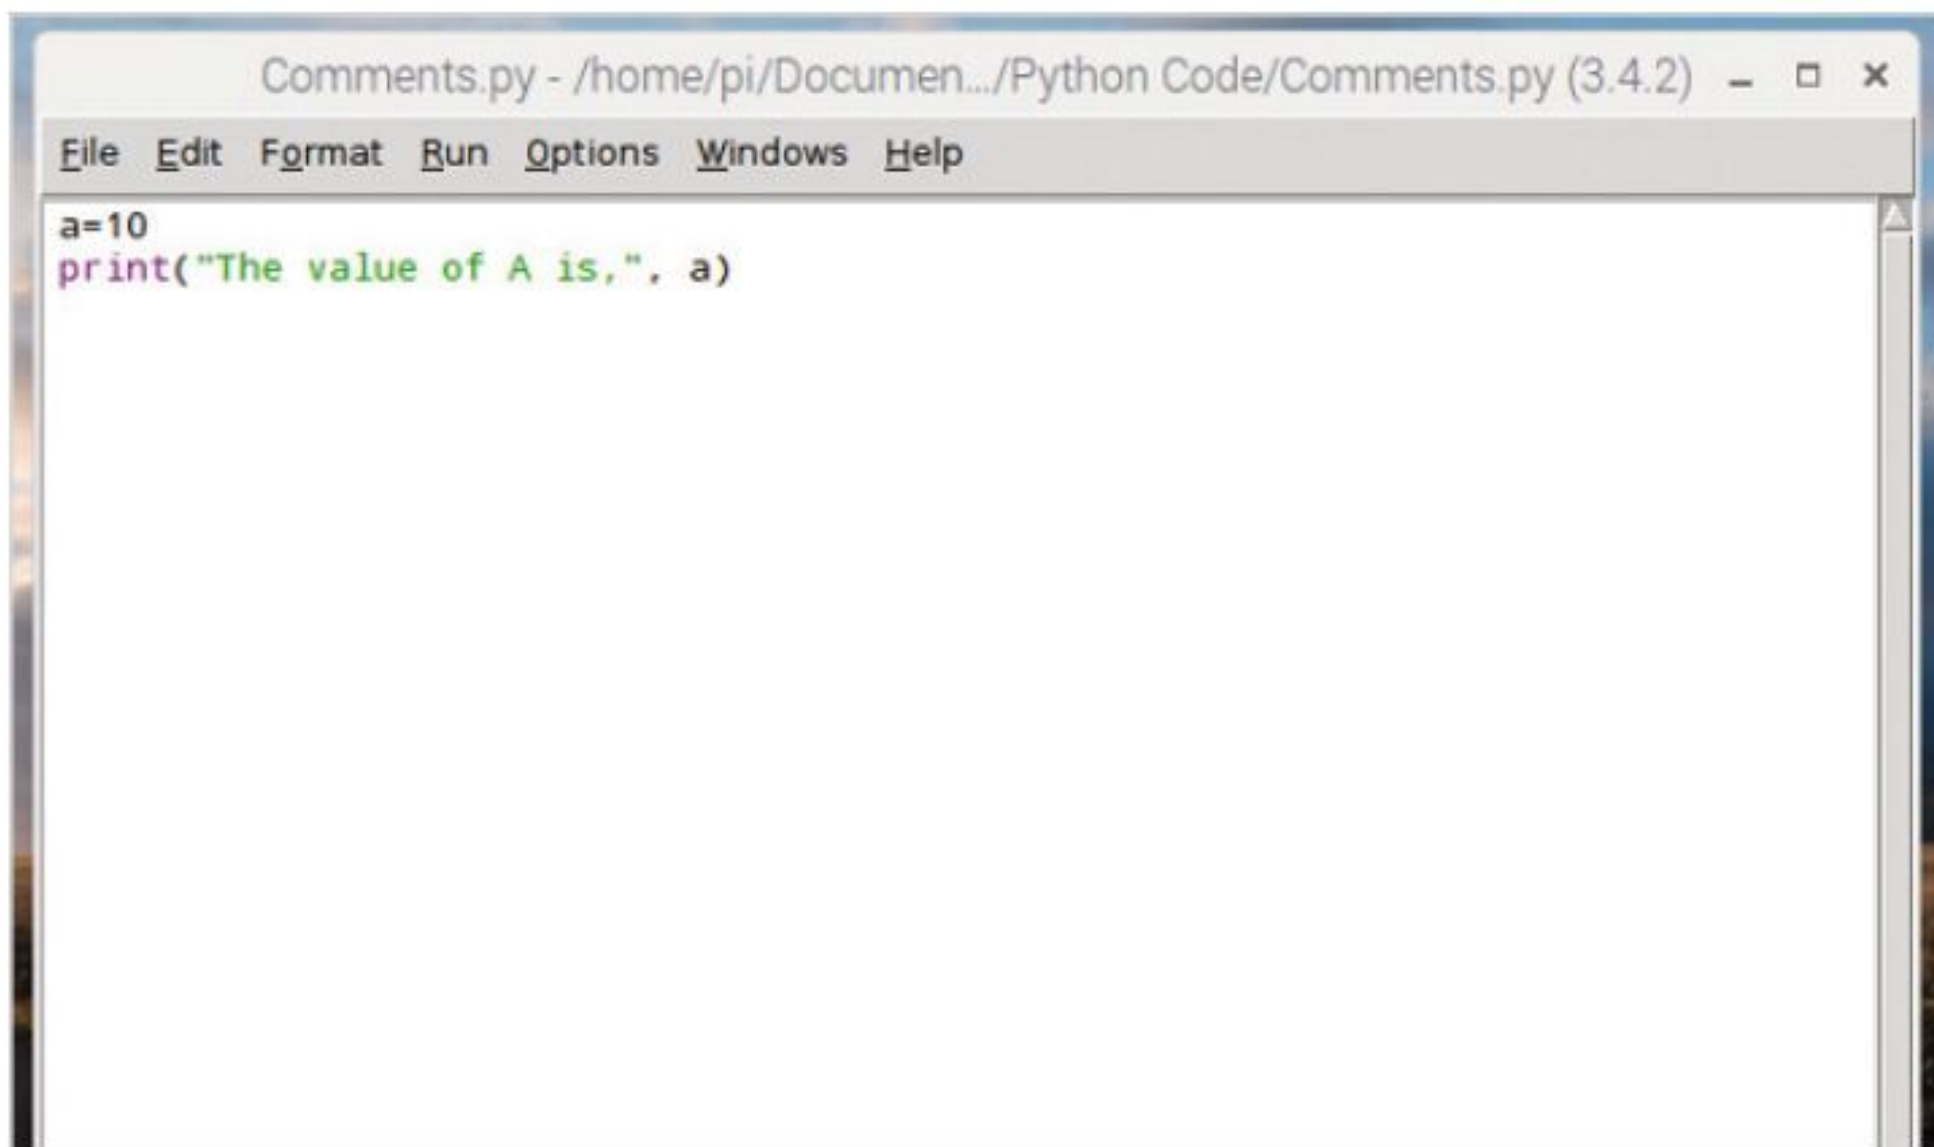 Comments.py - /home/pi/Documen.../Python Code/Comments.py (3.4.2)
File Edit Format Run Options Windows Help
a=10
print("The value of A is,", a)